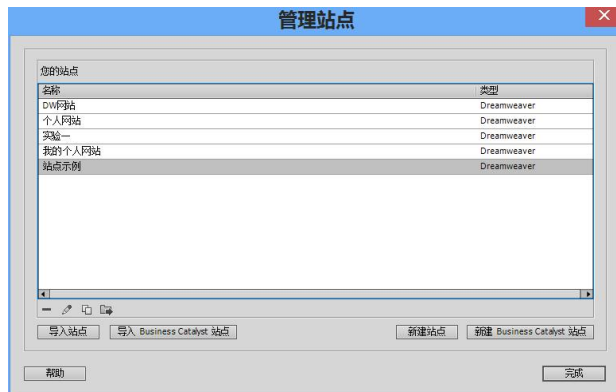 管理站点
您的站点
名称 类型
DW网站 Dreamweaver
个人网站 Dreamweaver
实验一 Dreamweaver
我的个人网站 Dreamweaver
站点示例 Dreamweaver
导入站点 导入 Business Catalyst 站点 新建站点 新建 Business Catalyst 站点
帮助 完成